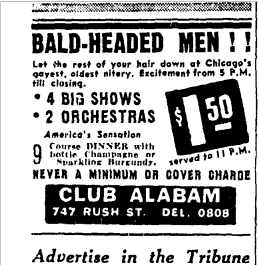 BALD-HEADED MEN !!
Let the rest of your hair down at Chicago's
gayest, oldest nitery. Excitement from 5 P.M.
till closing.
• 4 BIG SHOWS
• 2 ORCHESTRAS
$1.50
America's Sensation
9 Course DINNER with
bottle Champagne or
Sparkling Burgundy.
served to 11 P.M.
NEVER A MINIMUM OR COVER CHARGE
CLUB ALABAM
747 RUSH ST. DEL. 0808
Advertise in the Tribune